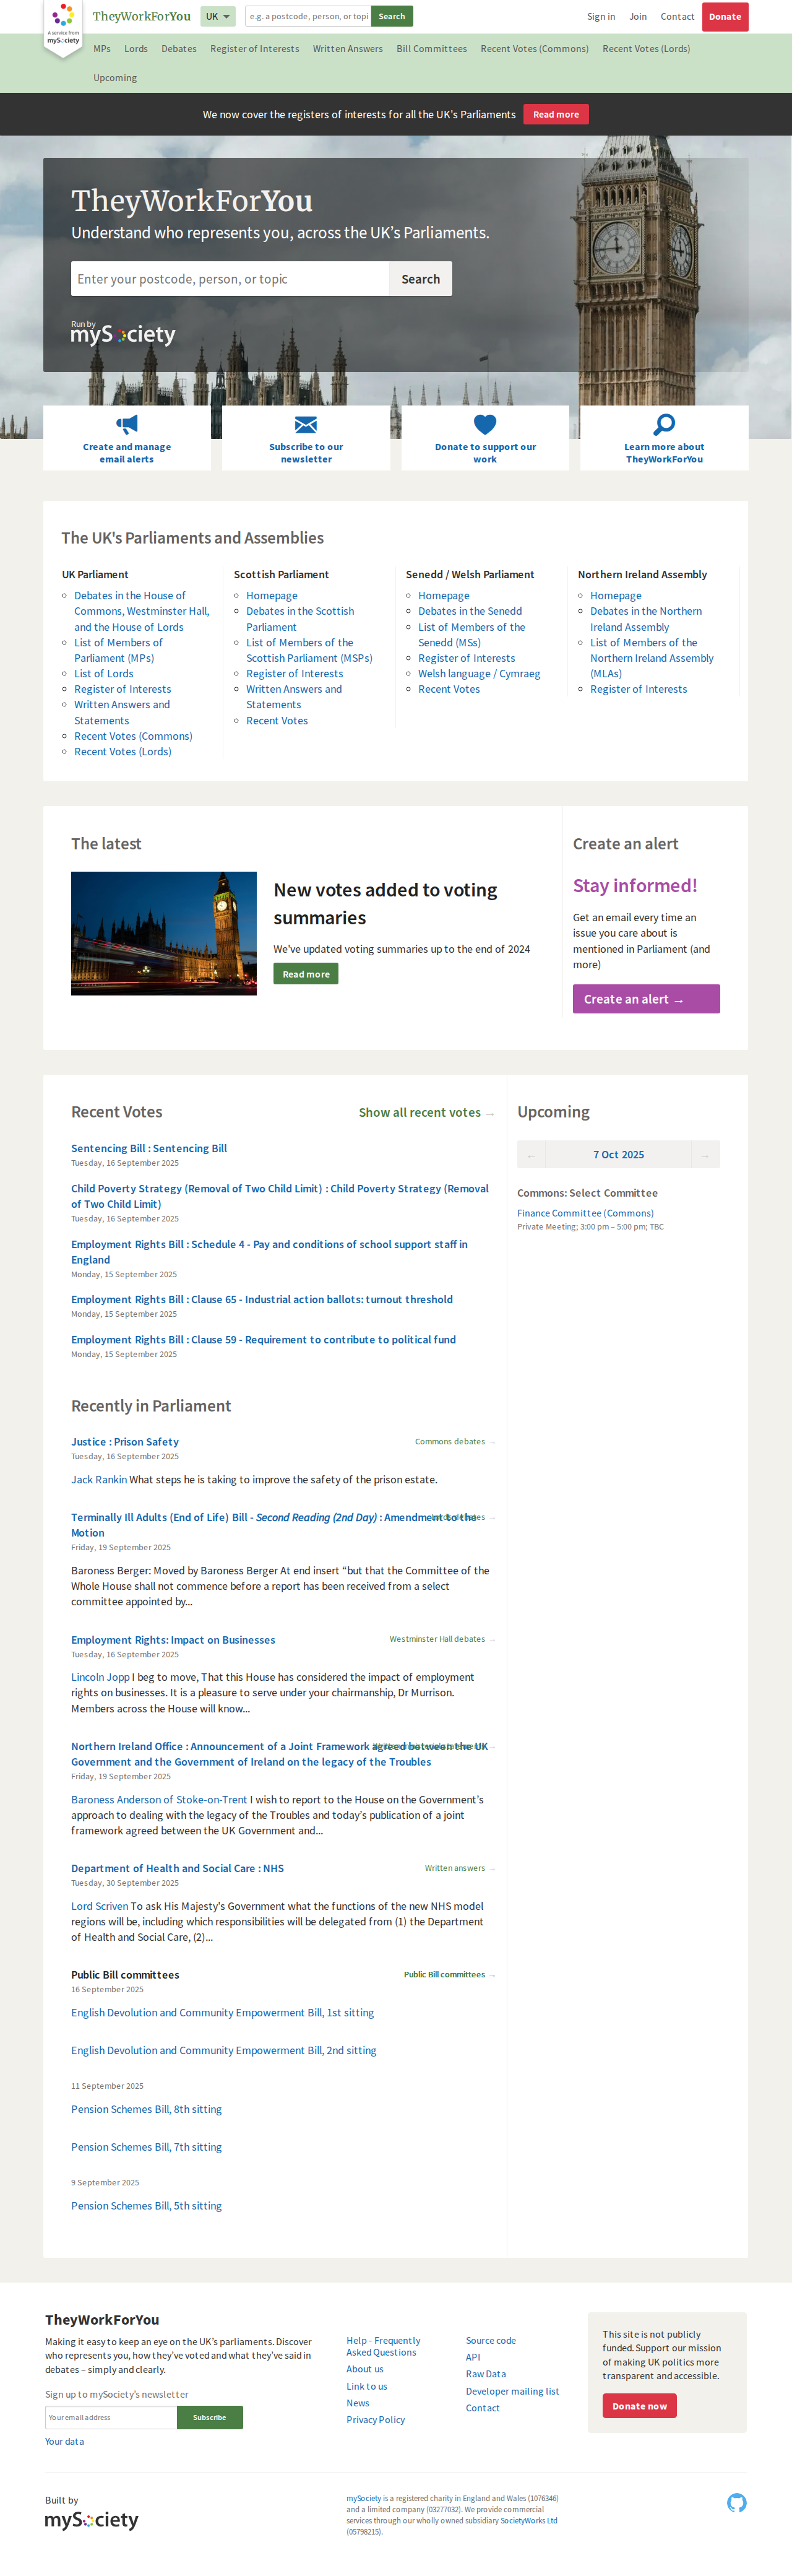 A service from
mySociety
TheyWorkForYou
UK
e.g. a postcode, person, or topi
Search
Sign in
Join
Contact
Donate
MPs
Lords
Debates
Register of Interests
Written Answers
Bill Committees
Recent Votes (Commons)
Recent Votes (Lords)
Upcoming
We now cover the registers of interests for all the UK's Parliaments
Read more
TheyWorkForYou
Understand who represents you, across the UK’s Parliaments.
Enter your postcode, person, or topic
Search
Run by
mySociety
Create and manage
email alerts
Subscribe to our
newsletter
Donate to support our
work
Learn more about
TheyWorkForYou
The UK's Parliaments and Assemblies
UK Parliament
Debates in the House of
Commons, Westminster Hall,
and the House of Lords
List of Members of
Parliament (MPs)
List of Lords
Register of Interests
Written Answers and
Statements
Recent Votes (Commons)
Recent Votes (Lords)
Scottish Parliament
Homepage
Debates in the Scottish
Parliament
List of Members of the
Scottish Parliament (MSPs)
Register of Interests
Written Answers and
Statements
Recent Votes
Senedd / Welsh Parliament
Homepage
Debates in the Senedd
List of Members of the
Senedd (MSs)
Register of Interests
Welsh language / Cymraeg
Recent Votes
Northern Ireland Assembly
Homepage
Debates in the Northern
Ireland Assembly
List of Members of the
Northern Ireland Assembly
(MLAs)
Register of Interests
The latest
New votes added to voting
summaries
We've updated voting summaries up to the end of 2024
Read more
Create an alert
Stay informed!
Get an email every time an
issue you care about is
mentioned in Parliament (and
more)
Create an alert →
Recent Votes
Show all recent votes →
Sentencing Bill : Sentencing Bill
Tuesday, 16 September 2025
Child Poverty Strategy (Removal of Two Child Limit) : Child Poverty Strategy (Removal
of Two Child Limit)
Tuesday, 16 September 2025
Employment Rights Bill : Schedule 4 - Pay and conditions of school support staff in
England
Monday, 15 September 2025
Employment Rights Bill : Clause 65 - Industrial action ballots: turnout threshold
Monday, 15 September 2025
Employment Rights Bill : Clause 59 - Requirement to contribute to political fund
Monday, 15 September 2025
Upcoming
← 7 Oct 2025 →
Commons: Select Committee
Finance Committee (Commons)
Private Meeting; 3:00 pm – 5:00 pm; TBC
Recently in Parliament
Justice : Prison Safety
Commons debates →
Tuesday, 16 September 2025
Jack Rankin What steps he is taking to improve the safety of the prison estate.
Terminally Ill Adults (End of Life) Bill - Second Reading (2nd Day) : Amendment to the
Motion
Lords debates →
Friday, 19 September 2025
Baroness Berger: Moved by Baroness Berger At end insert “but that the Committee of the
Whole House shall not commence before a report has been received from a select
committee appointed by...
Employment Rights: Impact on Businesses
Westminster Hall debates →
Tuesday, 16 September 2025
Lincoln Jopp I beg to move, That this House has considered the impact of employment
rights on businesses. It is a pleasure to serve under your chairmanship, Dr Murrison.
Members across the House will know...
Northern Ireland Office : Announcement of a Joint Framework agreed between the UK
Government and the Government of Ireland on the legacy of the Troubles
Friday, 19 September 2025
Baroness Anderson of Stoke-on-Trent I wish to report to the House on the Government’s
approach to dealing with the legacy of the Troubles and today’s publication of a joint
framework agreed between the UK Government and...
Department of Health and Social Care : NHS
Written answers →
Tuesday, 30 September 2025
Lord Scriven To ask His Majesty's Government what the functions of the new NHS model
regions will be, including which responsibilities will be delegated from (1) the Department
of Health and Social Care, (2)...
Public Bill committees
Public Bill committees →
16 September 2025
English Devolution and Community Empowerment Bill, 1st sitting
English Devolution and Community Empowerment Bill, 2nd sitting
11 September 2025
Pension Schemes Bill, 8th sitting
Pension Schemes Bill, 7th sitting
9 September 2025
Pension Schemes Bill, 5th sitting
TheyWorkForYou
Making it easy to keep an eye on the UK’s parliaments. Discover
who represents you, how they’ve voted and what they’ve said in
debates – simply and clearly.
Sign up to mySociety’s newsletter
Your email address
Subscribe
Your data
Help - Frequently
Asked Questions
About us
Link to us
News
Privacy Policy
Source code
API
Raw Data
Developer mailing list
Contact
This site is not publicly
funded. Support our mission
of making UK politics more
transparent and accessible.
Donate now
Built by
mySociety
mySociety is a registered charity in England and Wales (1076346)
and a limited company (03277032). We provide commercial
services through our wholly owned subsidiary SocietyWorks Ltd
(05798215).